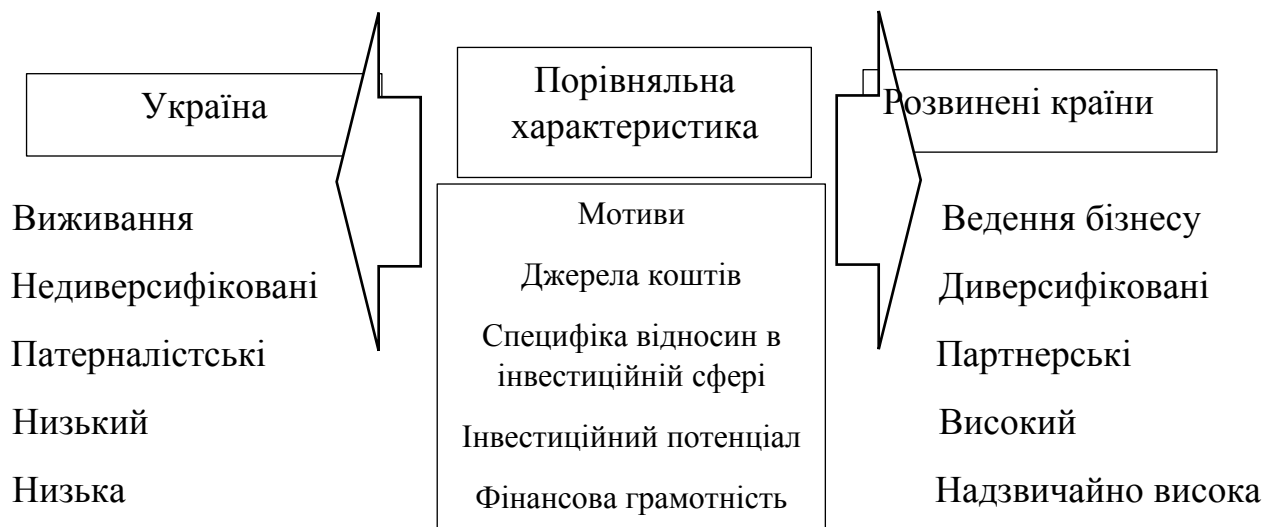 Україна
Порівняльна
характеристика
Розвинені країни
Виживання
Недиверсифіковані
Патерналістські
Низький
Низька
Мотиви
Джерела коштів
Специфіка відносин в
інвестиційній сфері
Інвестиційний потенціал
Фінансова грамотність
Ведення бізнесу
Диверсифіковані
Партнерські
Високий
Надзвичайно висока